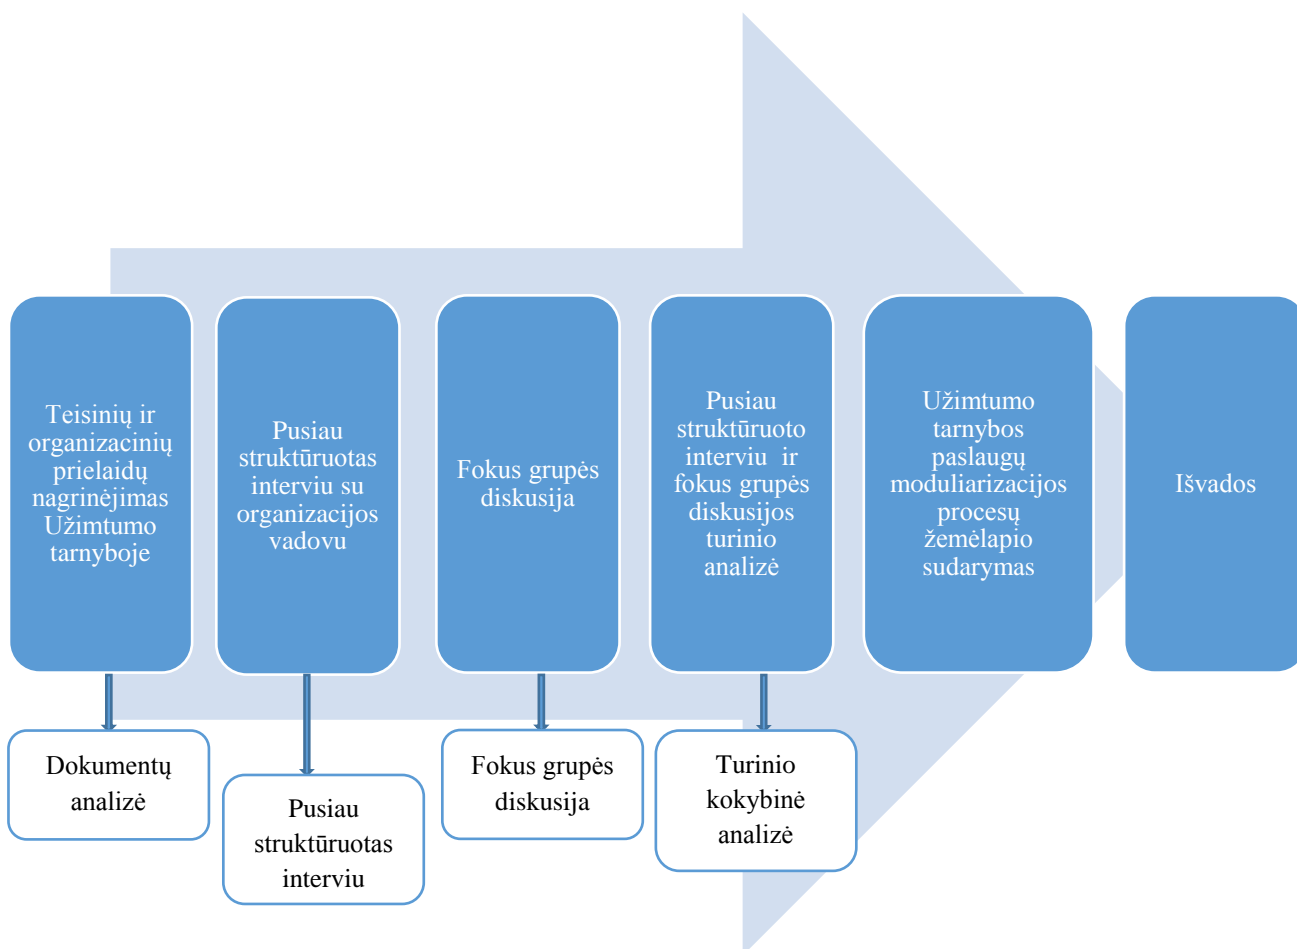 Teisinių ir
organizacinių
prielaidų
nagrinėjimas
Užimtumo
tarnyboje
Pusiau
struktūruotas
interviu su
organizacijos
vadovu
Fokus grupės
diskusija
Pusiau
struktūruoto
interviu ir
fokus grupės
diskusijos
turinio
analizė
Užimtumo
tarnybos
paslaugų
moduliarizacijos
procesų
žemėlapio
sudarymas
Išvados
Dokumentų
analizė
Pusiau
struktūruotas
interviu
Fokus grupės
diskusija
Turinio
kokybinė
analizė